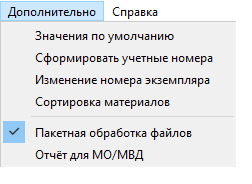 Дополнительно Справка
Значения по умолчанию
Сформировать учетные номера
Изменение номера экземпляра
Сортировка материалов
Пакетная обработка файлов
Отчёт для МО/МВД